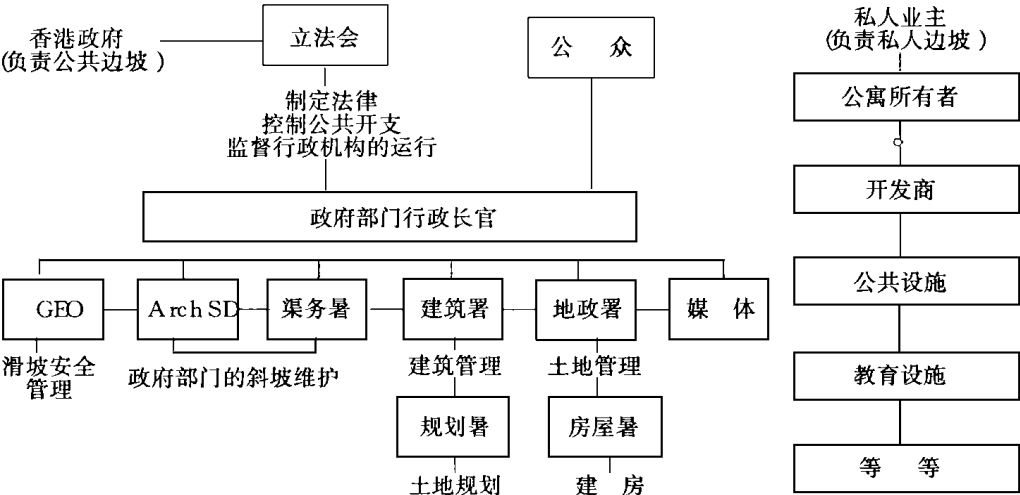 香港政府
(负责公共边坡)
立法会
公 众
私人业主
(负责私人边坡)
制定法律
控制公共开支
监督行政机构的运行
公寓所有者
开发商
政府部门行政长官
公共设施
GEO
Arch SD
渠务暑
建筑署
地政署
媒 体
滑坡安全
管理
政府部门的斜坡维护
建筑管理
土地管理
教育设施
规划暑
房屋暑
等 等
土地规划
建 房